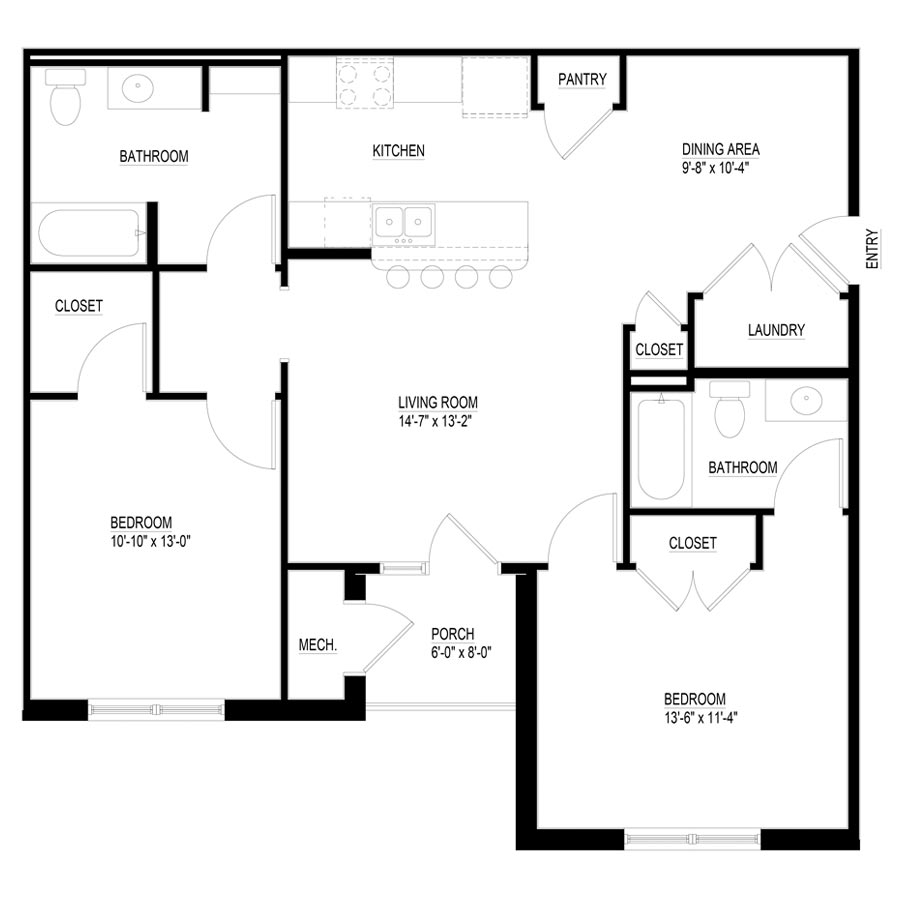 PANTRY
KITCHEN
DINING AREA
9'-8" x 10'-4"
BATHROOM
ENTRY
CLOSET
LAUNDRY
CLOSET
LIVING ROOM
14'-7" x 13'-2"
BATHROOM
BEDROOM
10'-10" x 13'-0"
CLOSET
MECH.
PORCH
6'-0" x 8'-0"
BEDROOM
13'-6" x 11'-4"